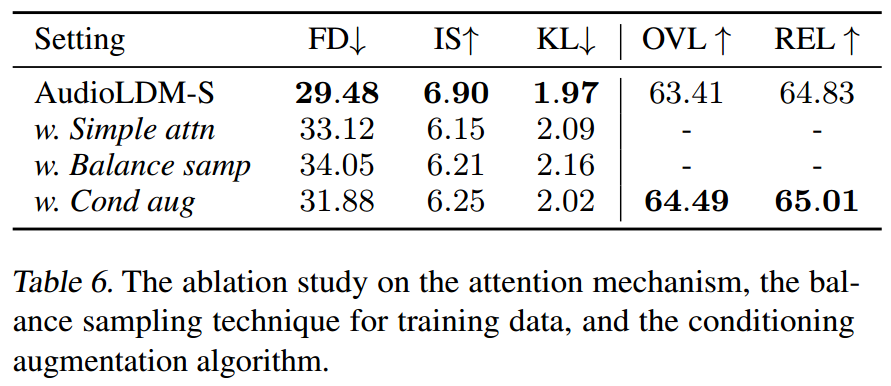 Setting FD↓ IS↑ KL↓ OVL ↑ REL ↑
AudioLDM-S 29.48 6.90 1.97 63.41 64.83
w. Simple attn 33.12 6.15 2.09 - -
w. Balance samp 34.05 6.21 2.16 - -
w. Cond aug 31.88 6.25 2.02 64.49 65.01
Table 6. The ablation study on the attention mechanism, the bal-
ance sampling technique for training data, and the conditioning
augmentation algorithm.